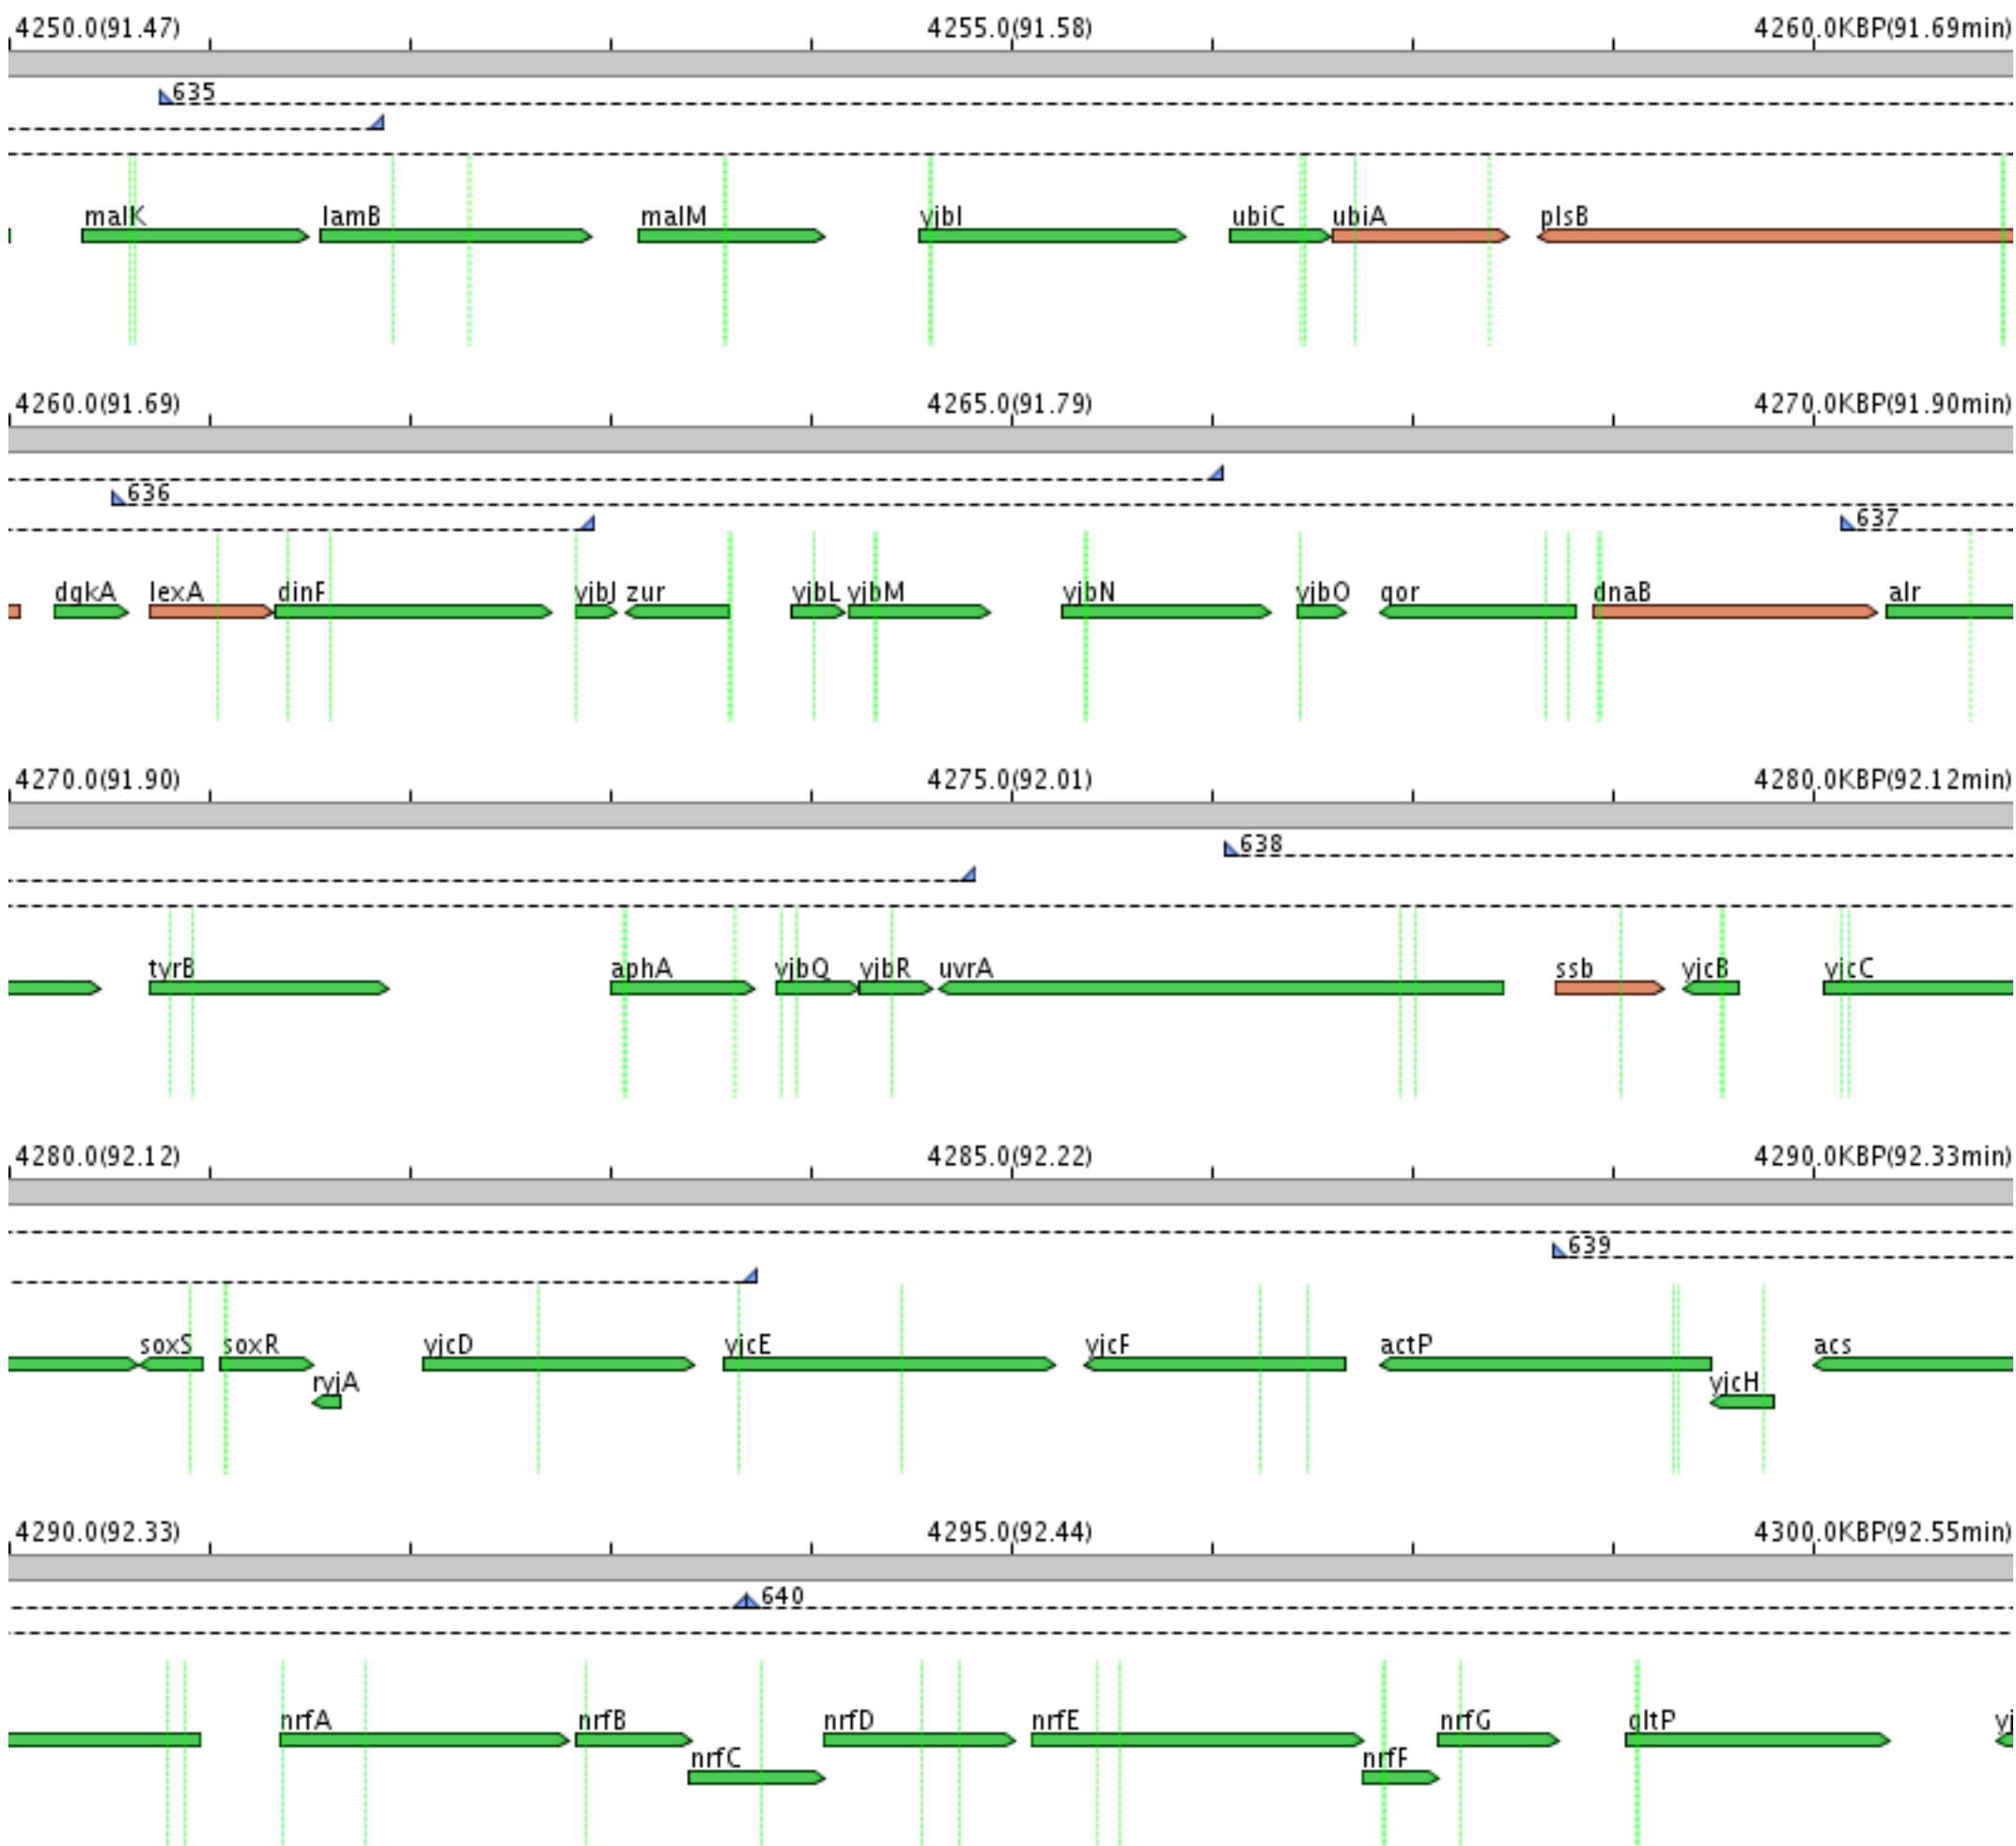 4250.0(91.47) 4255.0(91.58) 4260.0KBP(91.69min)
635
malK lamB malM yjbI ubiC ubiA plsB
4260.0(91.69) 4265.0(91.79) 4270.0KBP(91.90min)
636
637
dgkA lexA dinF yjbJ zur yjbL yjbM yjbN yjbO qor dnaB alr
4270.0(91.90) 4275.0(92.01) 4280.0KBP(92.12min)
638
tyrB aphA yjbQ yjbR uvrA ssb yjcB yjcC
4280.0(92.12) 4285.0(92.22) 4290.0KBP(92.33min)
639
soxS soxR yjcD yjcE yjcF actP acs
ryjA yjcH
4290.0(92.33) 4295.0(92.44) 4300.0KBP(92.55min)
640
nrfA nrfB nrfD nrfE nrfG gltP yj
nrfC nrfF